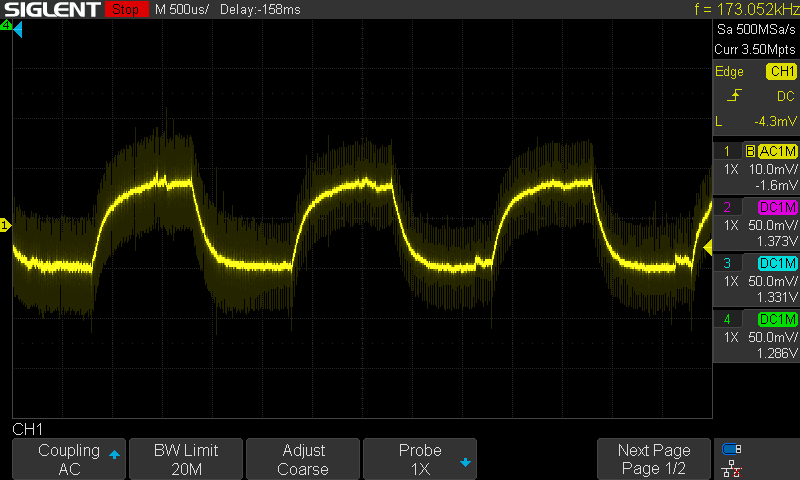 SIGLENT Stop M 500us/ Delay:-158ms f = 173.052kHz
Sa 500MSa/s
Curr 3.50Mpts
Edge CH1
DC
L -4.3mV
1 B AC1M
1X 10.0mV/
-1.6mV
2 DC1M
1X 50.0mV/
1.373V
3 DC1M
1X 50.0mV/
1.331V
4 DC1M
1X 50.0mV/
1.286V
4
1
CH1
Coupling BW Limit Adjust Probe Next Page
AC 20M Coarse 1X Page 1/2